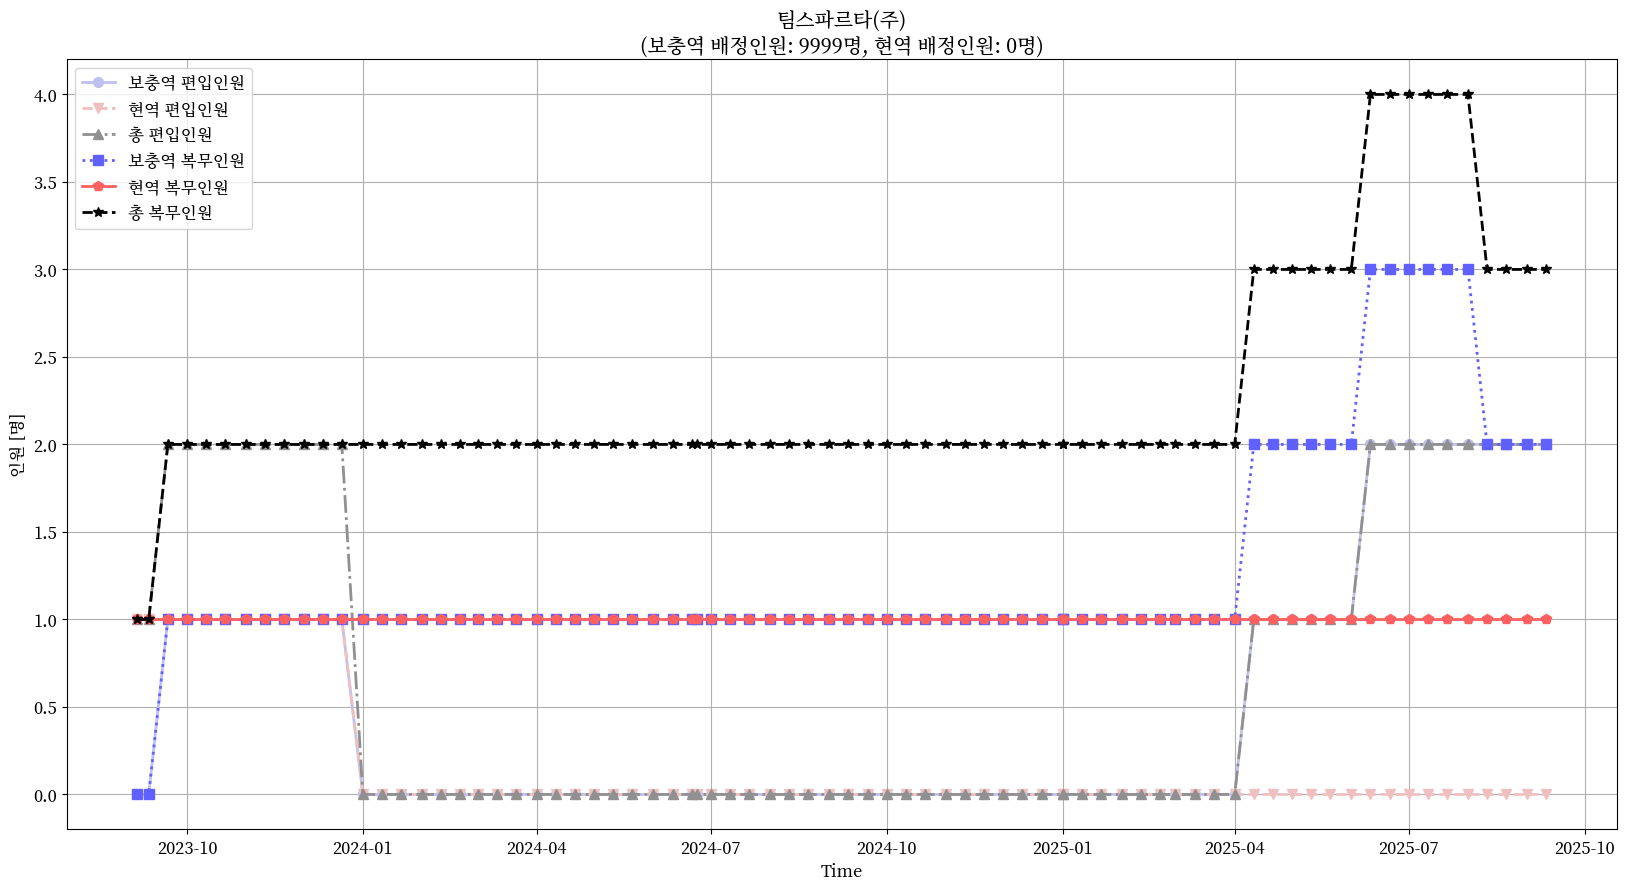 팀스파르타(주)
(보충역 배정인원: 9999명, 현역 배정인원: 0명)
보충역 편입인원
현역 편입인원
총 편입인원
보충역 복무인원
현역 복무인원
총 복무인원
4.0
3.5
3.0
2.5
2.0
1.5
1.0
0.5
0.0
인원 [명]
2023-10
2024-01
2024-04
2024-07
2024-10
2025-01
2025-04
2025-07
2025-10
Time